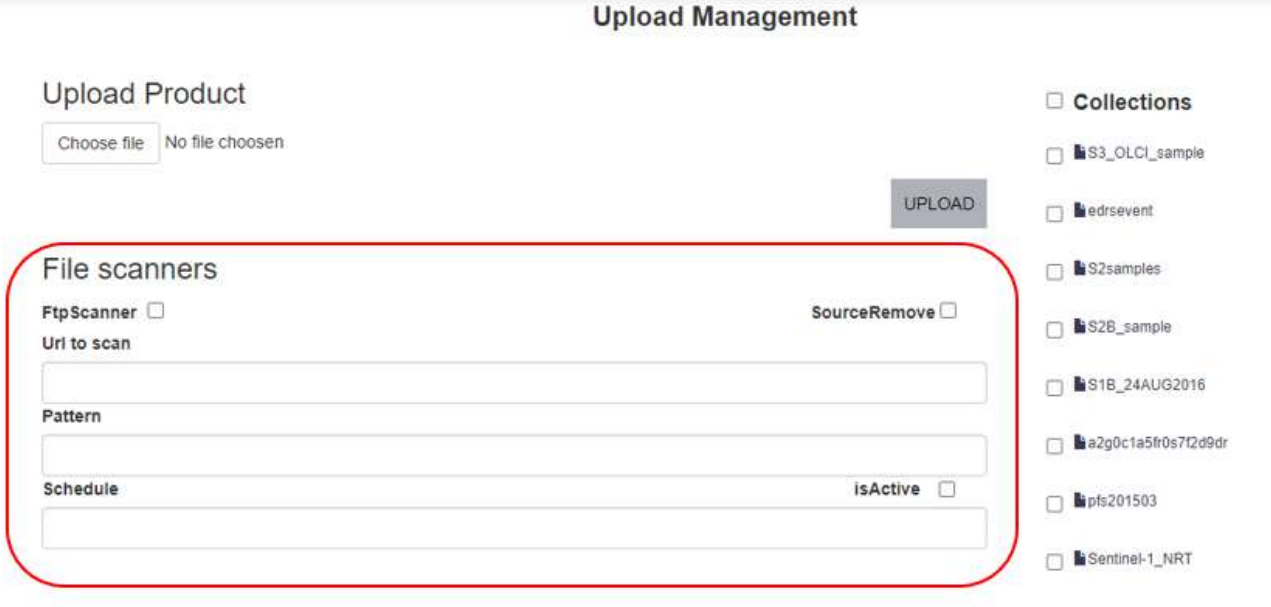 Upload Management
Upload Product
Choose file No file choosen
UPLOAD
File scanners
FtpScanner SourceRemove
Url to scan
Pattern
Schedule isActive
Collections
S3_OLCI_sample
edrsevent
S2samples
S2B_sample
S1B_24AUG2016
a2g0c1a5fr0s7f2d9dr
pfs201503
Sentinel-1_NRT